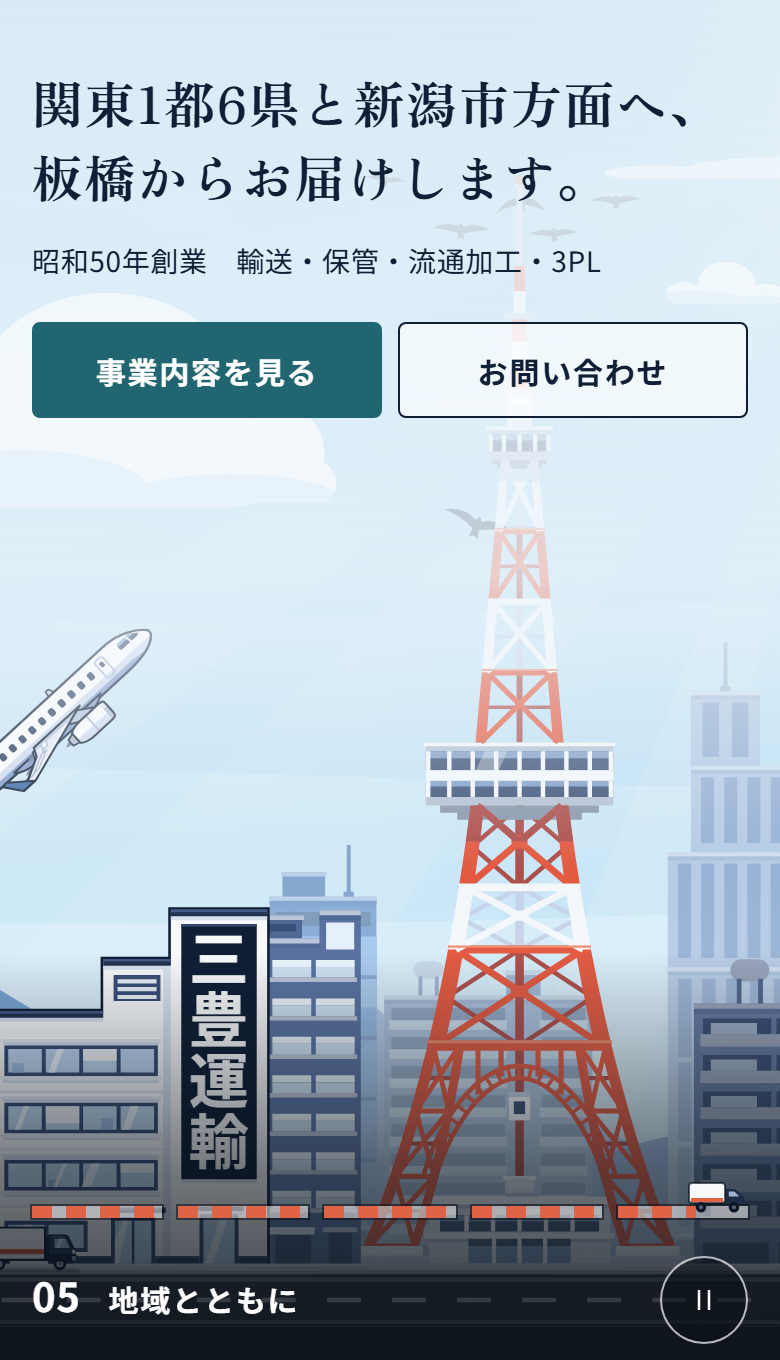 関東1都6県と新潟市方面へ、
板橋からお届けします。
昭和50年創業　輸送・保管・流通加工・3PL
事業内容を見る
お問い合わせ
三豊運輸
05 地域とともに